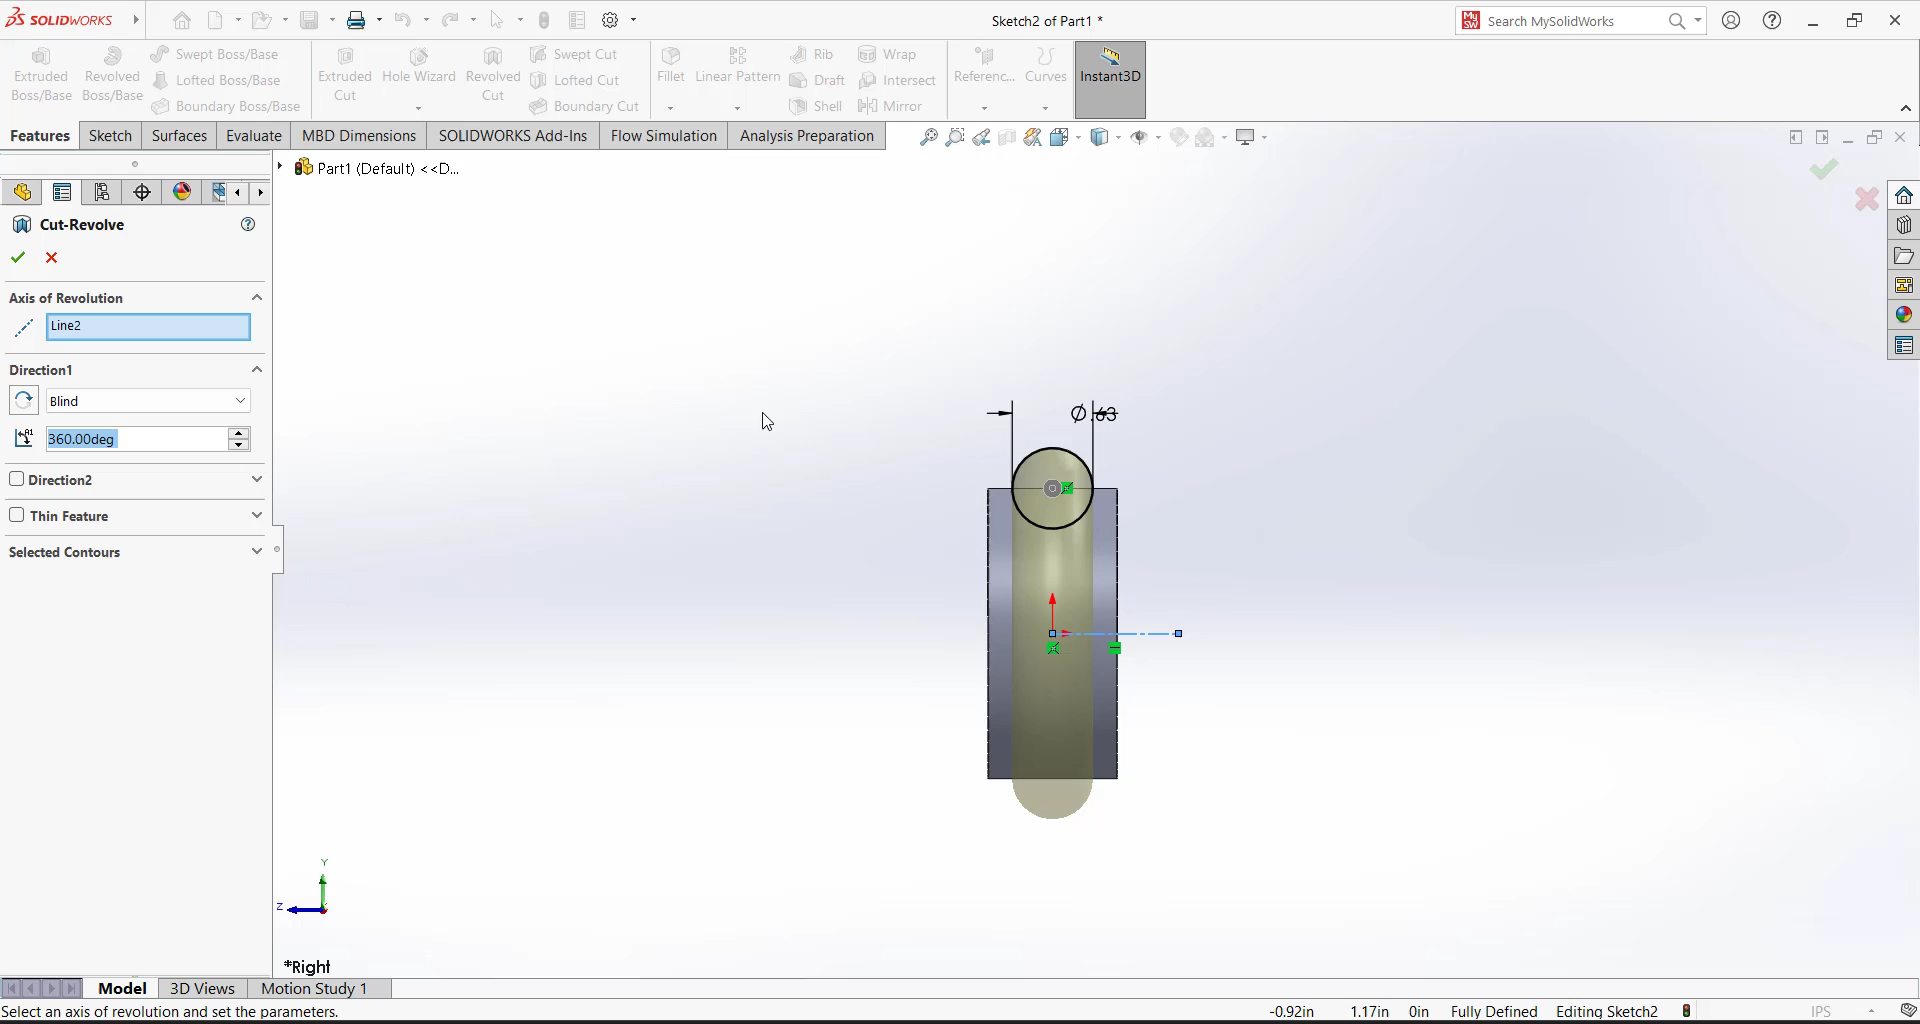 SOLIDWORKS
Sketch2 of Part1 *
MySW
Search MySolidWorks
Extruded Boss/Base
Revolved Boss/Base
Swept Boss/Base
Lofted Boss/Base
Boundary Boss/Base
Extruded Cut
Hole Wizard
Revolved Cut
Swept Cut
Lofted Cut
Boundary Cut
Fillet
Linear Pattern
Rib
Draft
Shell
Wrap
Intersect
Mirror
Referenc...
Curves
Instant3D
Features
Sketch
Surfaces
Evaluate
MBD Dimensions
SOLIDWORKS Add-Ins
Flow Simulation
Analysis Preparation
Part1 (Default) <<D...
Cut-Revolve
Axis of Revolution
Line2
Direction1
Blind
A1
360.00deg
Direction2
Thin Feature
Selected Contours
Ø.63
Y
Z
*Right
Model
3D Views
Motion Study 1
Select an axis of revolution and set the parameters.
-0.92in
1.17in
0in
Fully Defined
Editing Sketch2
IPS